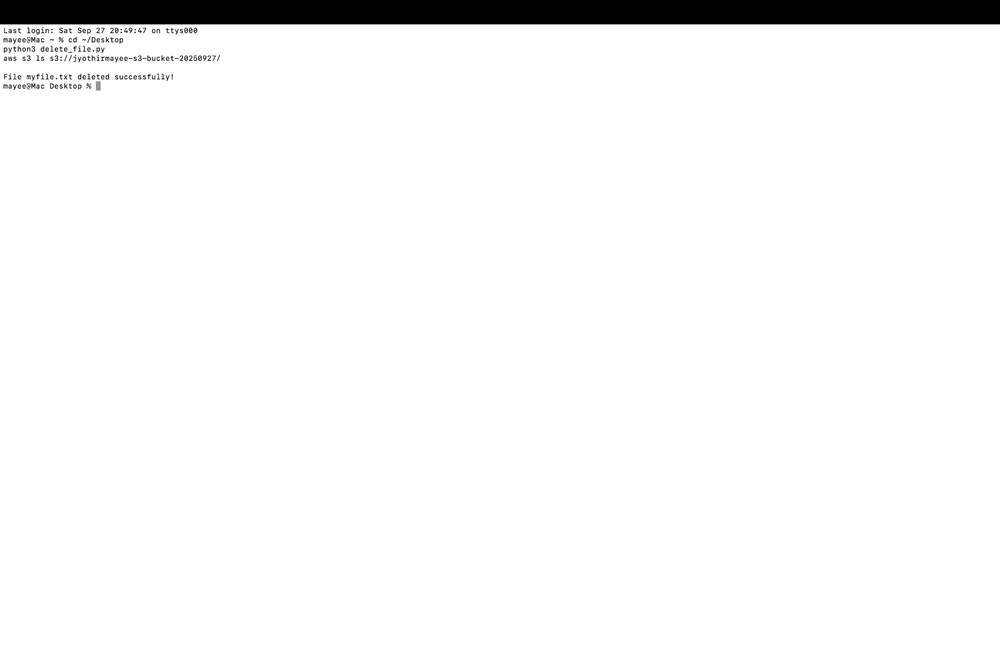 Last login: Sat Sep 27 20:49:47 on ttys000
mayee@Mac ~ % cd ~/Desktop
python3 delete_file.py
aws s3 ls s3://jyothirmayee-s3-bucket-20250927/
File myfile.txt deleted successfully!
mayee@Mac Desktop %